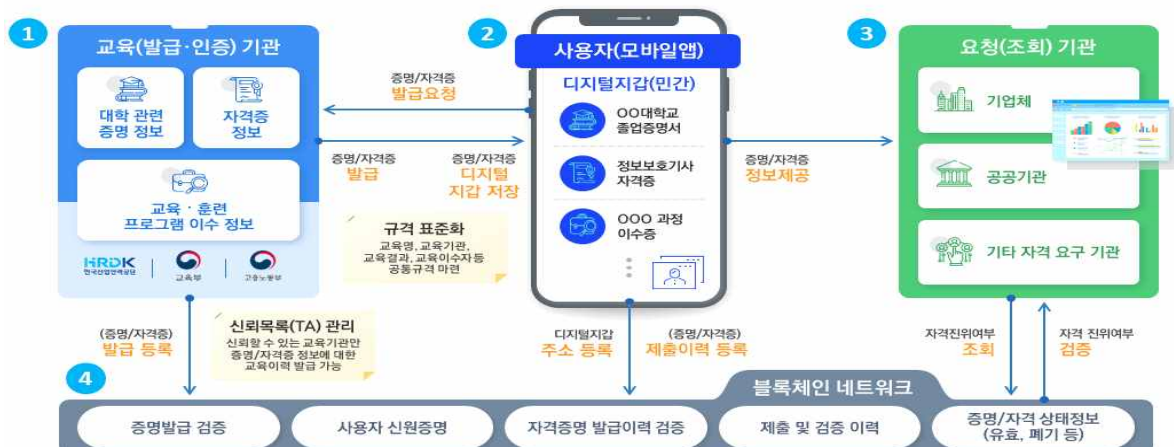 1
교육(발급·인증) 기관
대학 관련
증명 정보
자격증
정보
교육 · 훈련
프로그램 이수 정보
HRDK
한국산업인력공단
교육부
고용노동부
증명/자격증
발급요청
증명/자격증
발급
증명/자격증
디지털
지갑 저장
규격 표준화
교육명, 교육기관,
교육결과, 교육이수자등
공통규격 마련
2
사용자(모바일앱)
디지털지갑(민간)
OO대학교
졸업증명서
정보보호기사
자격증
OOO 과정
이수증
증명/자격증
정보제공
3
요청(조회) 기관
기업체
공공기관
기타 자격 요구 기관
(증명/자격증)
발급 등록
신뢰목록(TA) 관리
신뢰할 수 있는 교육기관만
증명/자격증 정보에 대한
교육이력 발급 가능
디지털지갑
주소 등록
(증명/자격증)
제출이력 등록
자격진위여부
조회
자격 진위여부
검증
4
블록체인 네트워크
증명발급 검증
사용자 신원증명
자격증명 발급이력 검증
제출 및 검증 이력
증명/자격 상태정보
(유효, 폐기 등)